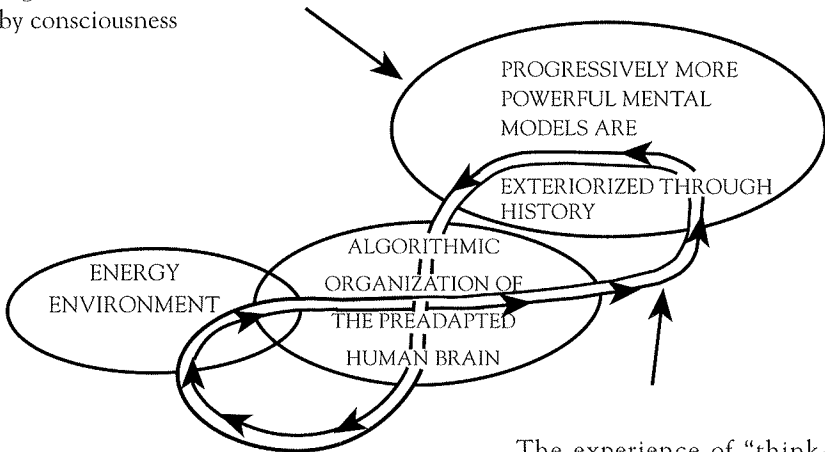 by consciousness
PROGRESSIVELY MORE
POWERFUL MENTAL
MODELS ARE
EXTERIORIZED THROUGH
HISTORY
ALGORITHMIC
ORGANIZATION OF
THE PREADAPTED
HUMAN BRAIN
ENERGY
ENVIRONMENT
The experience of “think-